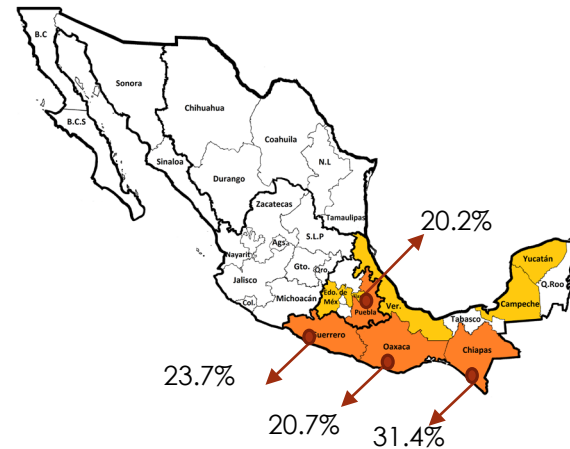 B.C
Sonora
Chihuahua
B.C.S
Coahuila
Sinaloa
N.L
Durango
Zacatecas
Tamaulipas
20.2%
S.L.P
Ags.
Nayarit
Yucatán
Gto.
Qro
Jalisco
Edo. de
Méx
Q.Roo
Campeche
Col.
Michoacán
Puebla
Ver.
Tabasco
Guerrero
Oaxaca
Chiapas
23.7%
20.7%
31.4%